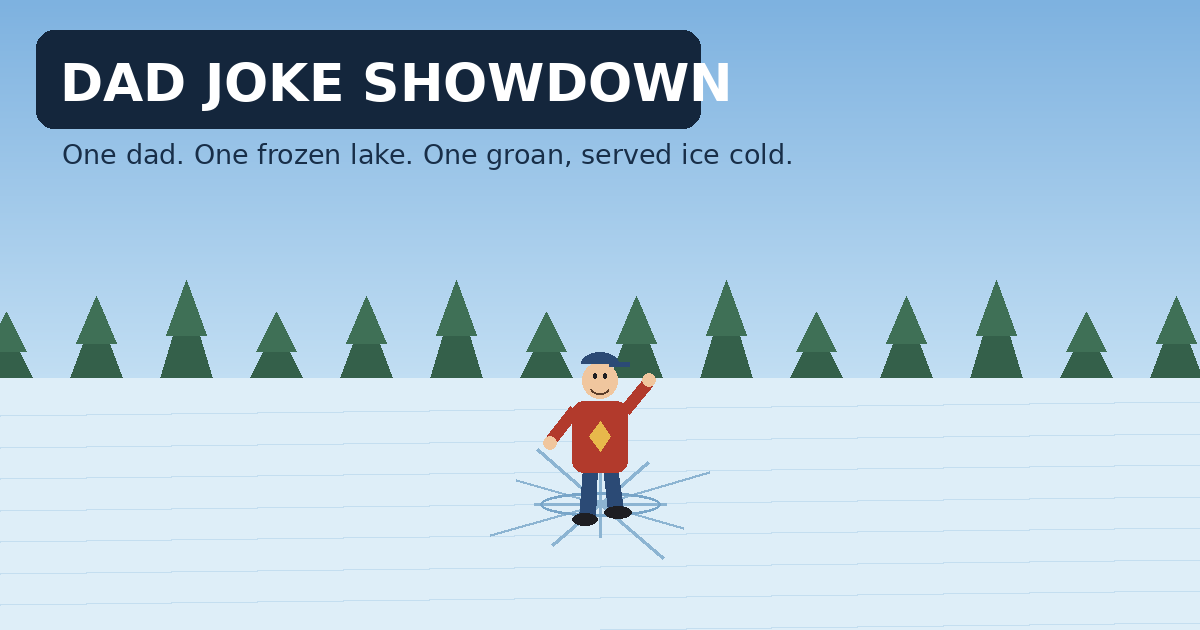 DAD JOKE SHOWDOWN
One dad. One frozen lake. One groan, served ice cold.